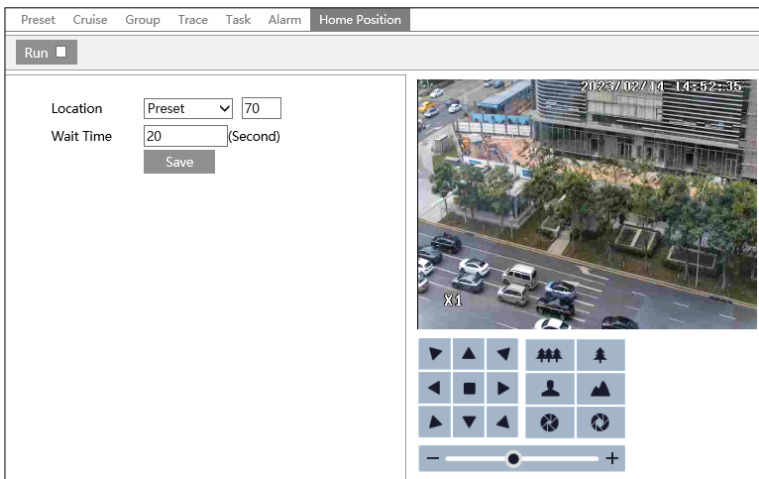 Preset Cruise Group Trace Task Alarm Home Position
Run
Location Preset 70
Wait Time 20 (Second)
Save
2023/02/14 14:52:35
X1